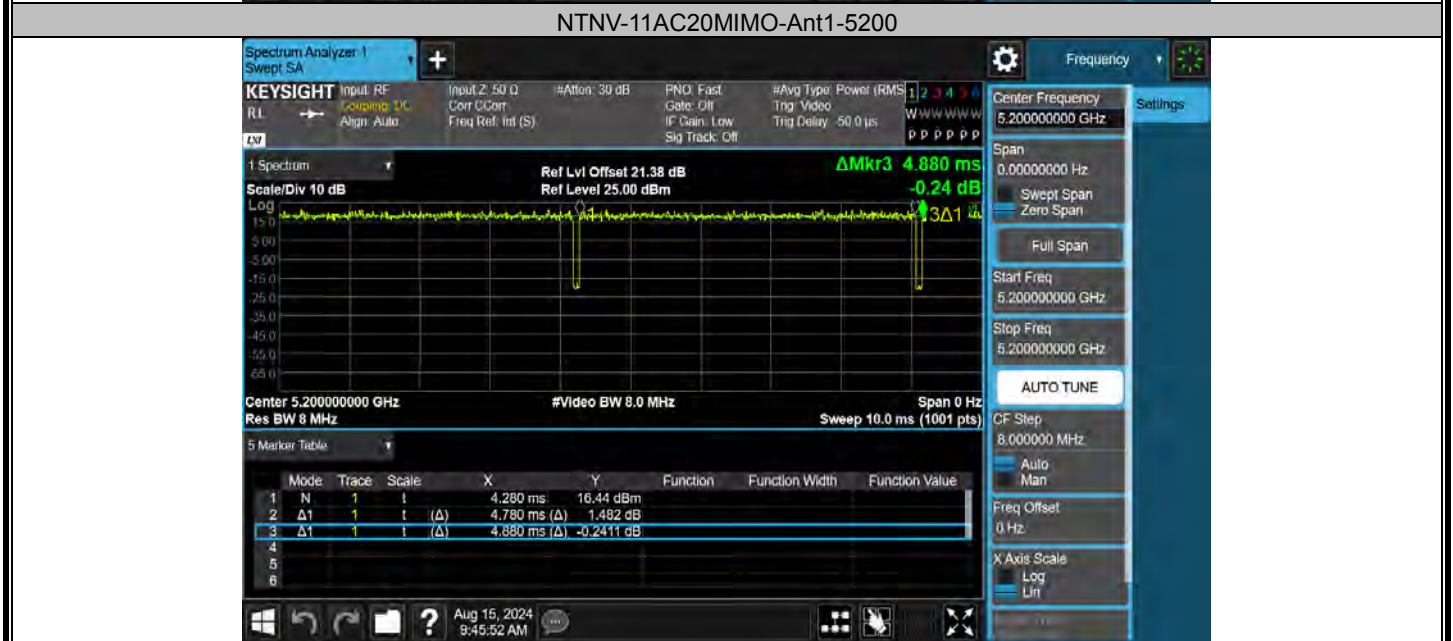 NTNV-11AC20MIMO-Ant1-5200
Spectrum Analyzer 1
Swept SA
+
Frequency
KEYSIGHT
RL
LXI
Input: RF
Coupling: DC
Align: Auto
Input Z: 50 Ω
Corr CCorr
Freq Ref: Int (S)
#Atten: 30 dB
PNO: Fast
Gate: Off
IF Gain: Low
Sig Track: Off
#Avg Type: Power (RMS
Trig: Video
Trig Delay: -50.0 µs
1 2 3 4 5 6
W W W W W W
P P P P P P
Center Frequency
5.200000000 GHz
Settings
Span
0.00000000 Hz
Swept Span
Zero Span
Full Span
Start Freq
5.200000000 GHz
Stop Freq
5.200000000 GHz
AUTO TUNE
CF Step
8.000000 MHz
Auto
Man
Freq Offset
0 Hz
X Axis Scale
Log
Lin
1 Spectrum
Scale/Div 10 dB
Ref Lvl Offset 21.38 dB
Ref Level 25.00 dBm
ΔMkr3 4.880 ms
-0.24 dB
Log
15.0
5.00
-5.00
-15.0
-25.0
-35.0
-45.0
-55.0
-65.0
3Δ1
Center 5.200000000 GHz
Res BW 8 MHz
#Video BW 8.0 MHz
Span 0 Hz
Sweep 10.0 ms (1001 pts)
5 Marker Table
Mode Trace Scale X Y Function Function Width Function Value
1 N 1 t 4.280 ms 16.44 dBm
2 Δ1 1 t (Δ) 4.780 ms (Δ) 1.482 dB
3 Δ1 1 t (Δ) 4.880 ms (Δ) -0.2411 dB
4
5
6
?
Aug 15, 2024
9:45:52 AM